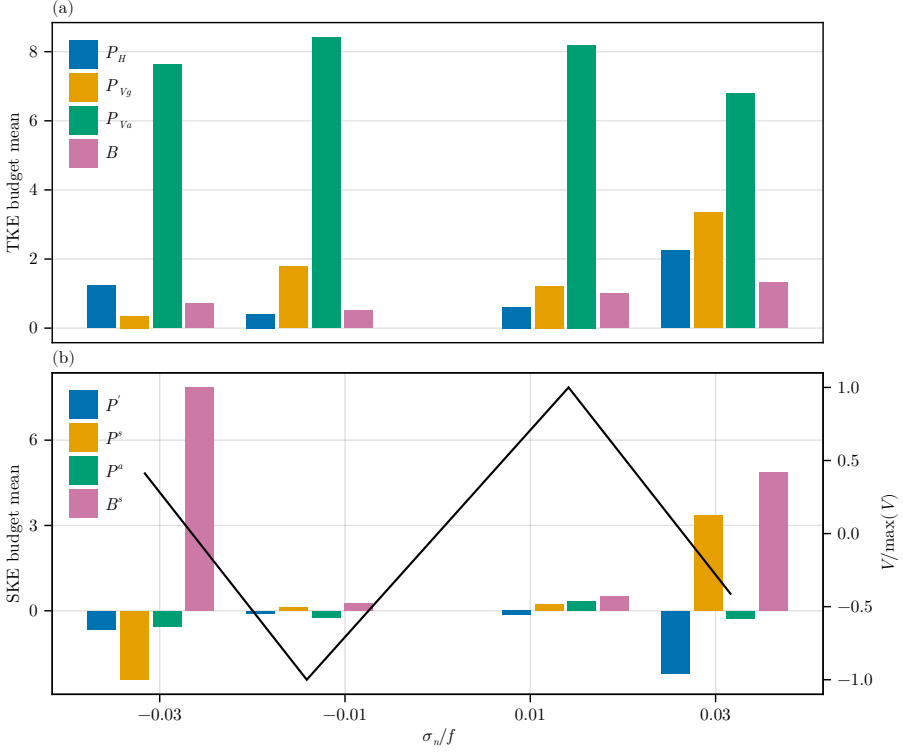 (a)
TKE budget mean
8
6
4
2
0
P_H
P_Vg
P_Va
B
(b)
SKE budget mean
6
3
0
P′
P^s
P^a
B^s
1.0
0.5
0.0
−0.5
−1.0
V/max(V)
−0.03
−0.01
0.01
0.03
σ_n/f